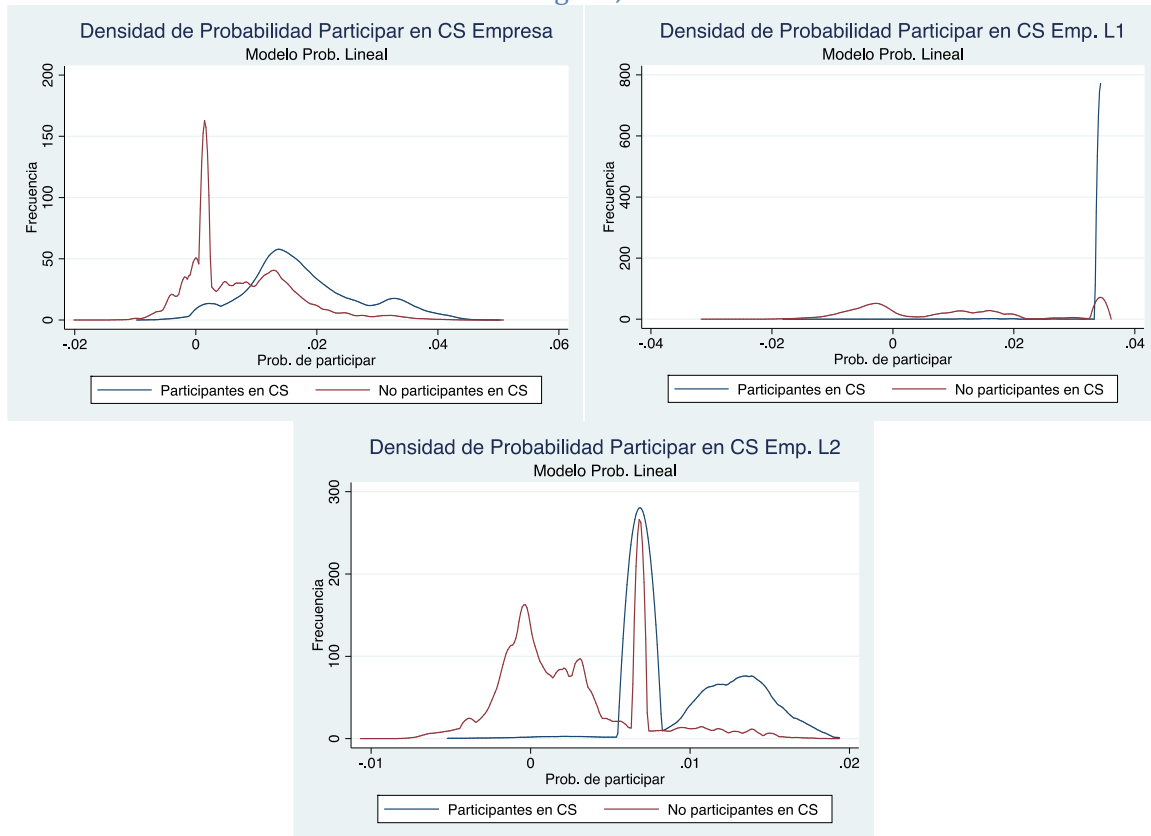 Densidad de Probabilidad Participar en CS Empresa
Modelo Prob. Lineal
Frecuencia
200
150
100
50
0
-.02
0
.02
.04
.06
Prob. de participar
Participantes en CS
No participantes en CS
Densidad de Probabilidad Participar en CS Emp. L1
Modelo Prob. Lineal
Frecuencia
800
600
400
200
0
-.04
-.02
0
.02
.04
Prob. de participar
Participantes en CS
No participantes en CS
Densidad de Probabilidad Participar en CS Emp. L2
Modelo Prob. Lineal
Frecuencia
300
200
100
0
-.01
0
.01
.02
Prob. de participar
Participantes en CS
No participantes en CS